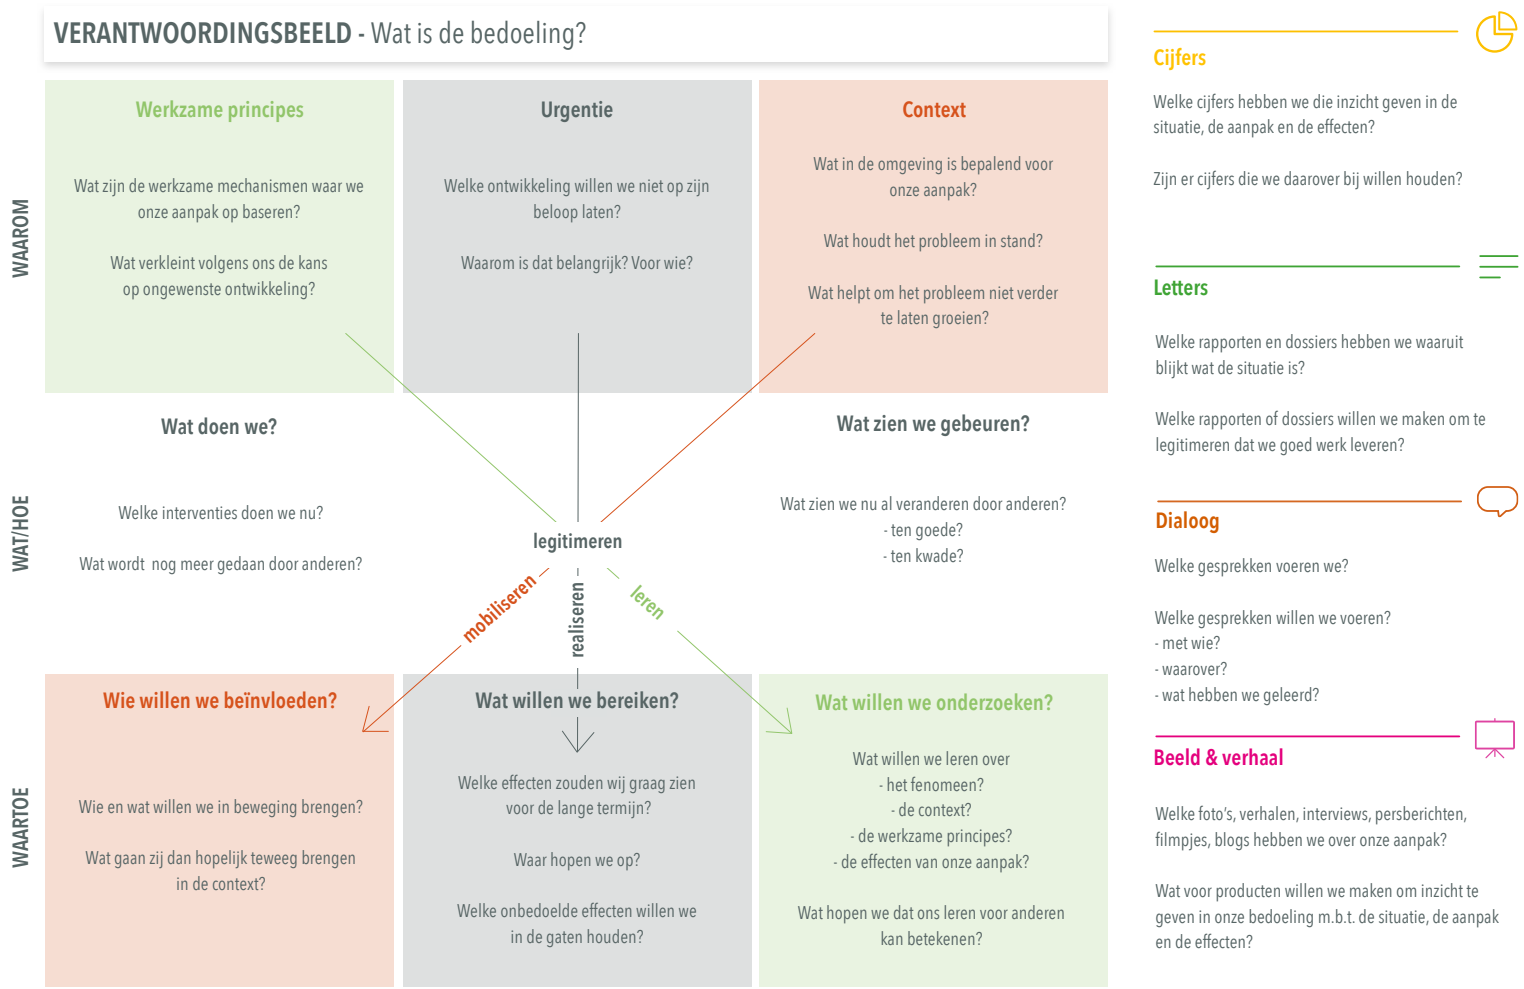 VERANTWOORDINGSBEELD - Wat is de bedoeling?
WAAROM
Werkzame principes
Wat zijn de werkzame mechanismen waar we
onze aanpak op baseren?
Wat verkleint volgens ons de kans
op ongewenste ontwikkeling?
Urgentie
Welke ontwikkeling willen we niet op zijn
beloop laten?
Waarom is dat belangrijk? Voor wie?
Context
Wat in de omgeving is bepalend voor
onze aanpak?
Wat houdt het probleem in stand?
Wat helpt om het probleem niet verder
te laten groeien?
WAT/HOE
Wat doen we?
Welke interventies doen we nu?
Wat wordt  nog meer gedaan door anderen?
legitimeren
mobiliseren
realiseren
leren
Wat zien we gebeuren?
Wat zien we nu al veranderen door anderen?
- ten goede?
- ten kwade?
WAARTOE
Wie willen we beïnvloeden?
Wie en wat willen we in beweging brengen?
Wat gaan zij dan hopelijk teweeg brengen
in de context?
Wat willen we bereiken?
Welke effecten zouden wij graag zien
voor de lange termijn?
Waar hopen we op?
Welke onbedoelde effecten willen we
in de gaten houden?
Wat willen we onderzoeken?
Wat willen we leren over
- het fenomeen?
- de context?
- de werkzame principes?
- de effecten van onze aanpak?
Wat hopen we dat ons leren voor anderen
kan betekenen?
Cijfers
Welke cijfers hebben we die inzicht geven in de
situatie, de aanpak en de effecten?
Zijn er cijfers die we daarover bij willen houden?
Letters
Welke rapporten en dossiers hebben we waaruit
blijkt wat de situatie is?
Welke rapporten of dossiers willen we maken om te
legitimeren dat we goed werk leveren?
Dialoog
Welke gesprekken voeren we?
Welke gesprekken willen we voeren?
- met wie?
- waarover?
- wat hebben we geleerd?
Beeld & verhaal
Welke foto's, verhalen, interviews, persberichten,
filmpjes, blogs hebben we over onze aanpak?
Wat voor producten willen we maken om inzicht te
geven in onze bedoeling m.b.t. de situatie, de aanpak
en de effecten?